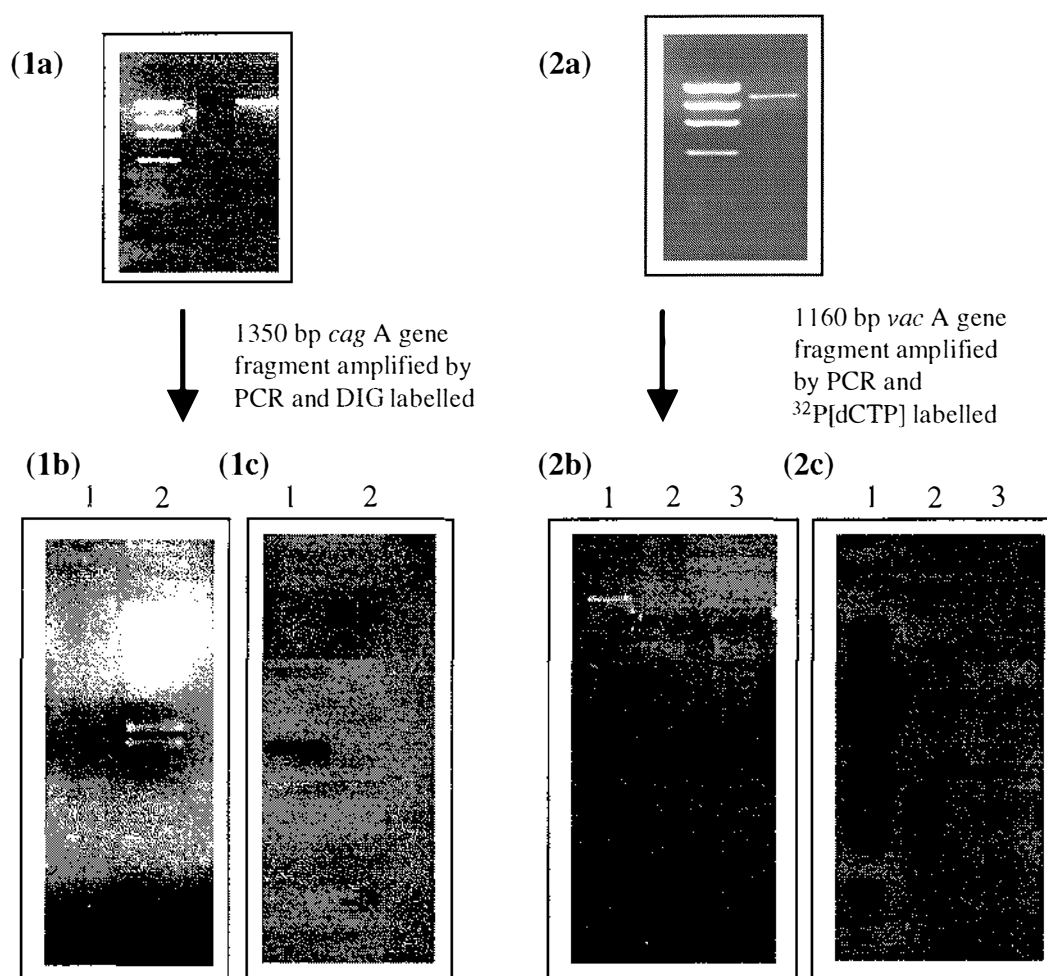 (1a)
(2a)
1350 bp cag A gene
fragment amplified by
PCR and DIG labelled
1160 bp vac A gene
fragment amplified
by PCR and
32P[dCTP] labelled
(1b) (1c)
1 2 1 2
(2b) (2c)
1 2 3 1 2 3